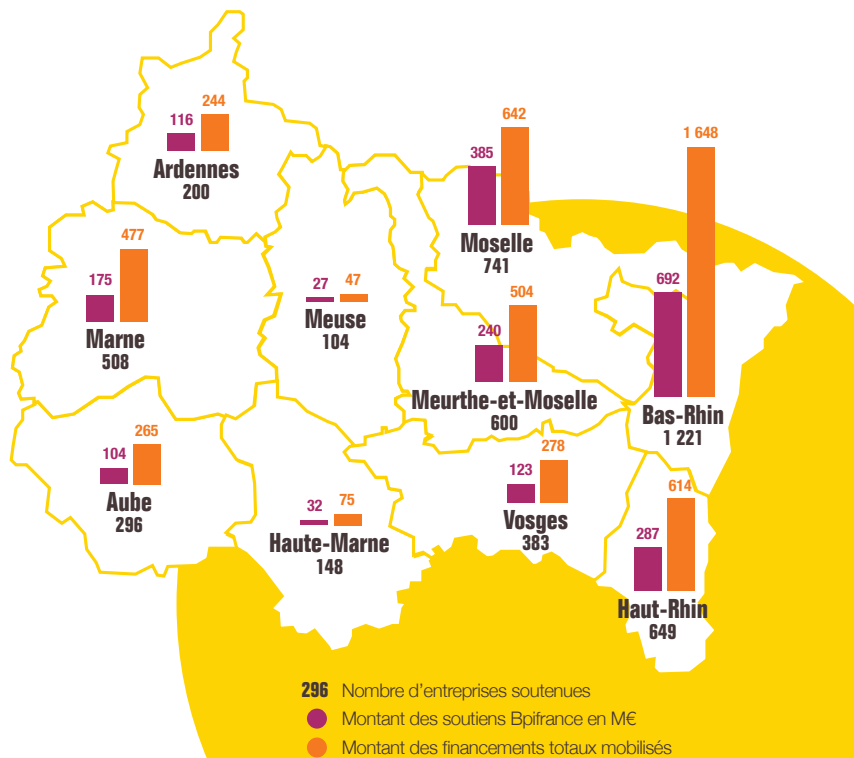 116 244
Ardennes
200
385 642
Moselle
741
692 1 648
Bas-Rhin
1 221
175 477
Marne
508
27 47
Meuse
104
240 504
Meurthe-et-Moselle
600
104 265
Aube
296
32 75
Haute-Marne
148
123 278
Vosges
383
287 614
Haut-Rhin
649
296 Nombre d'entreprises soutenues
Montant des soutiens Bpifrance en M€
Montant des financements totaux mobilisés